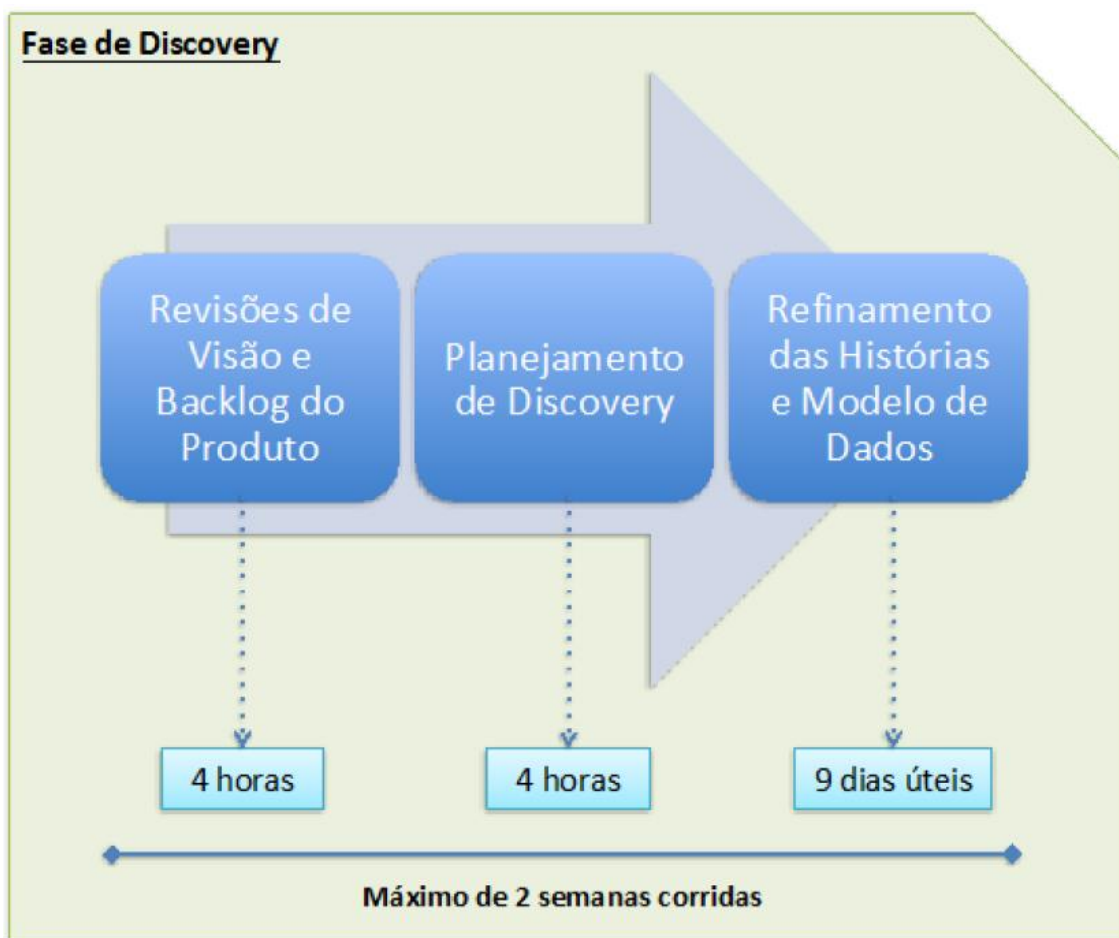 Fase de Discovery
Revisões de
Visão e
Backlog do
Produto
Planejamento
de Discovery
Refinamento
das Histórias
e Modelo de
Dados
4 horas
4 horas
9 dias úteis
Máximo de 2 semanas corridas